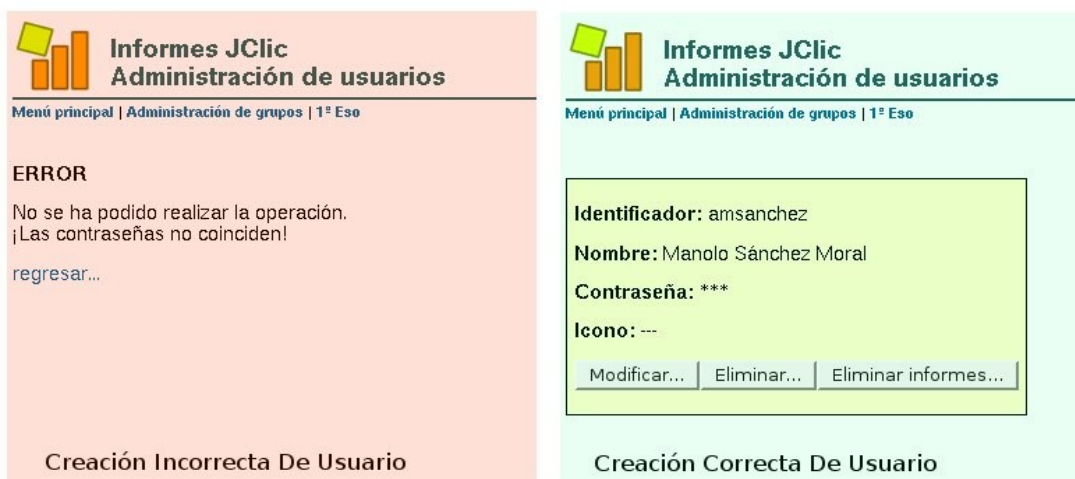 Informes JClic
Administración de usuarios
Menú principal | Administración de grupos | 1º Eso
ERROR
No se ha podido realizar la operación.
¡Las contraseñas no coinciden!
regresar...
Creación Incorrecta De Usuario
Informes JClic
Administración de usuarios
Menú principal | Administración de grupos | 1º Eso
Identificador: amsanchez
Nombre: Manolo Sánchez Moral
Contraseña: ***
Icono: ---
Modificar... Eliminar... Eliminar informes...
Creación Correcta De Usuario